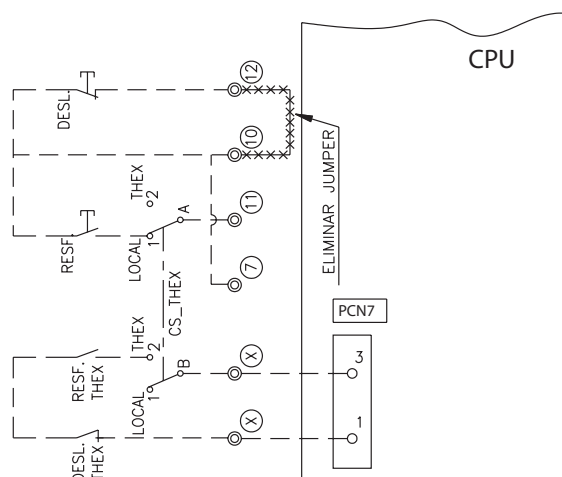 CPU
12
DESL.
10
THEX
2
ELIMINAR JUMPER
11
A
RESF.
LOCAL
1
7
CS_THEX
PCN7
THEX
2
X
3
RESF.
THEX
B
LOCAL
1
X
1
DESL.
THEX